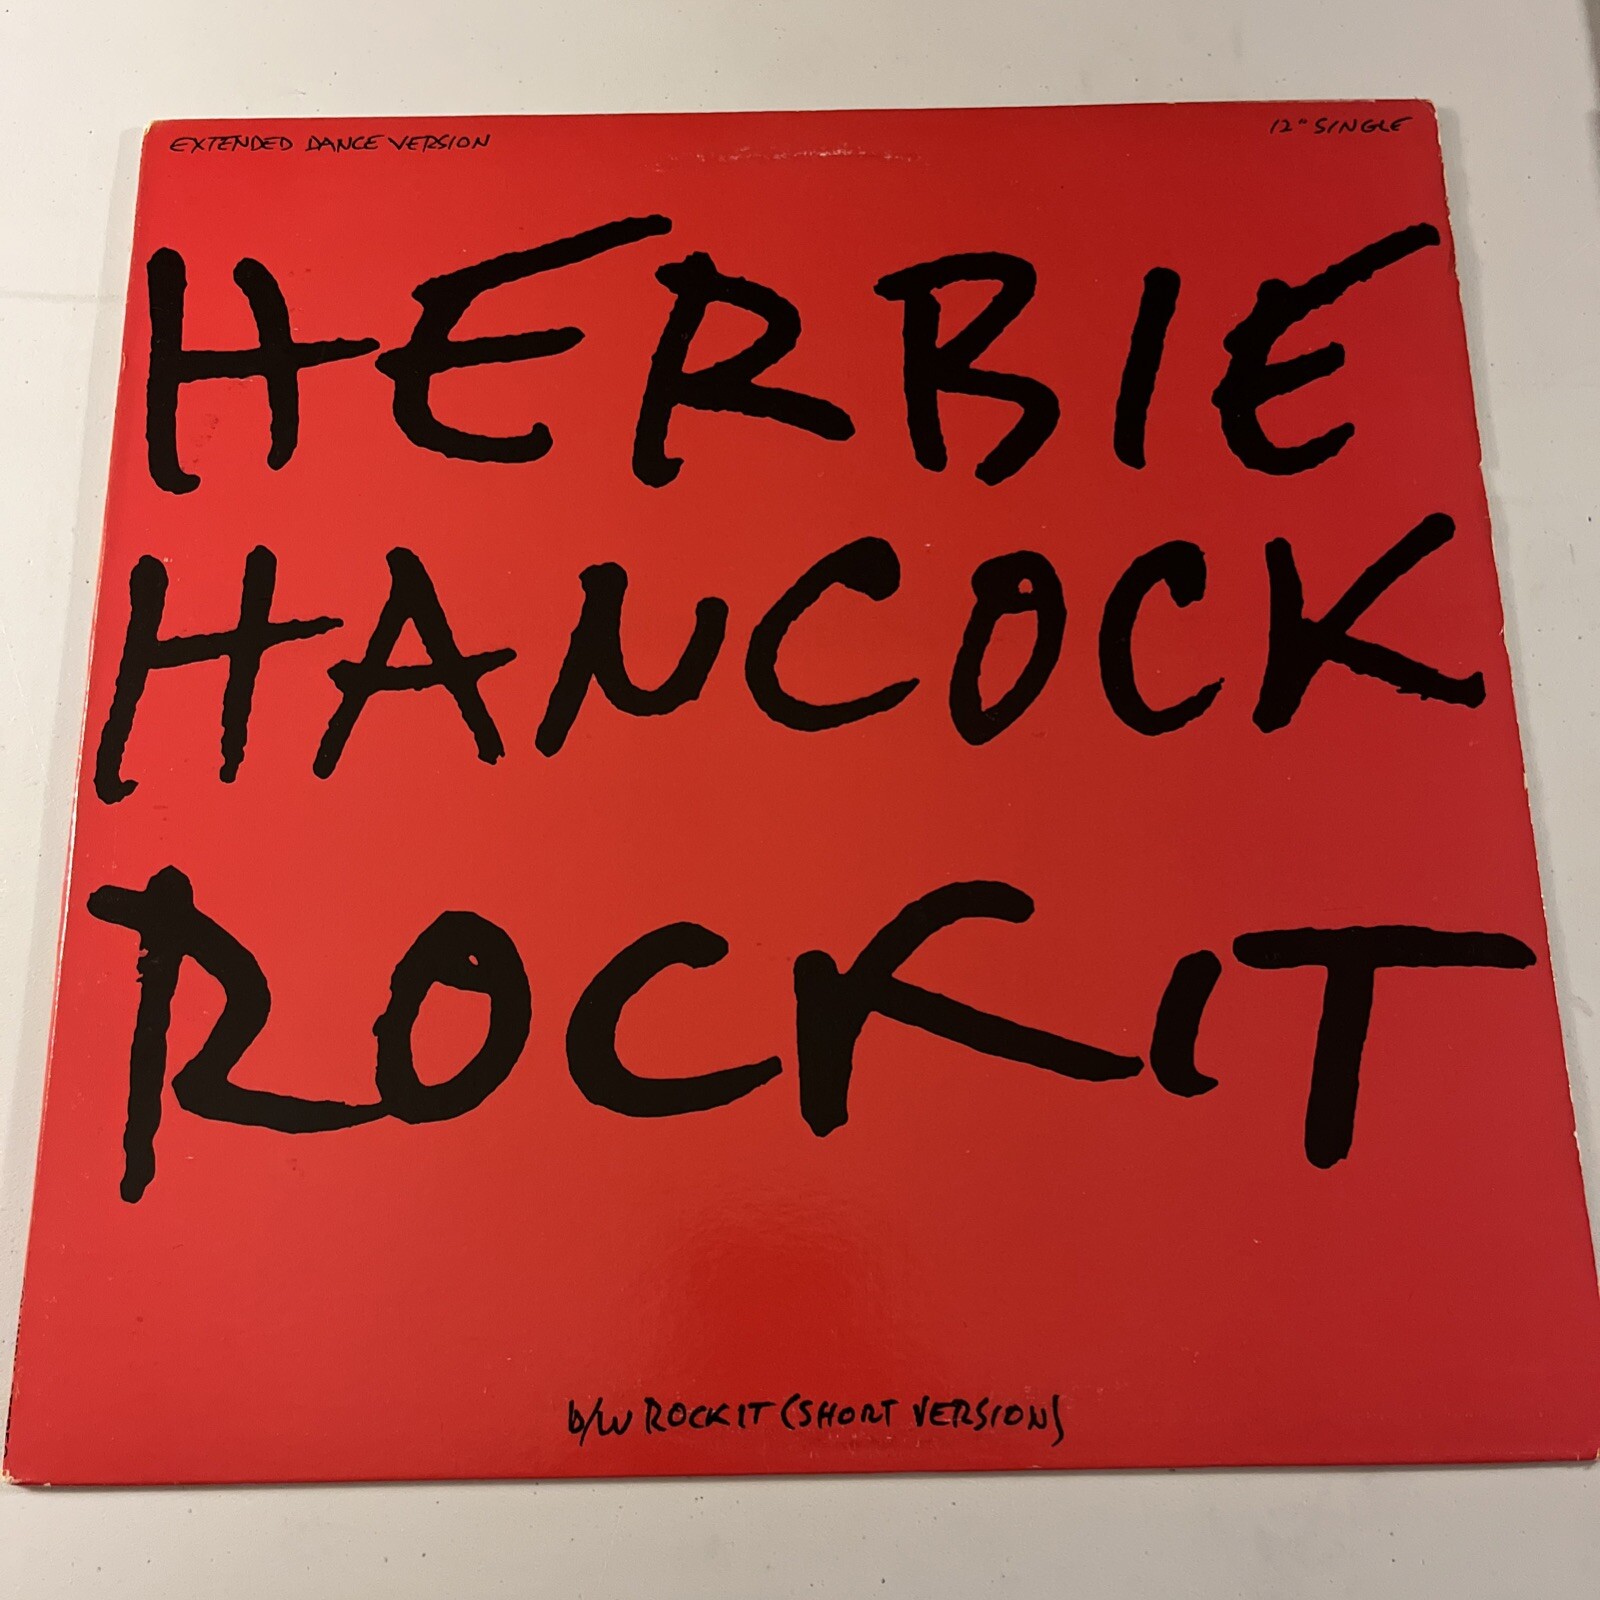 EXTENDED DANCE VERSION
12" SINGLE
HERBIE
HANCOCK
ROCKIT
b/w ROCKIT (SHORT VERSION)